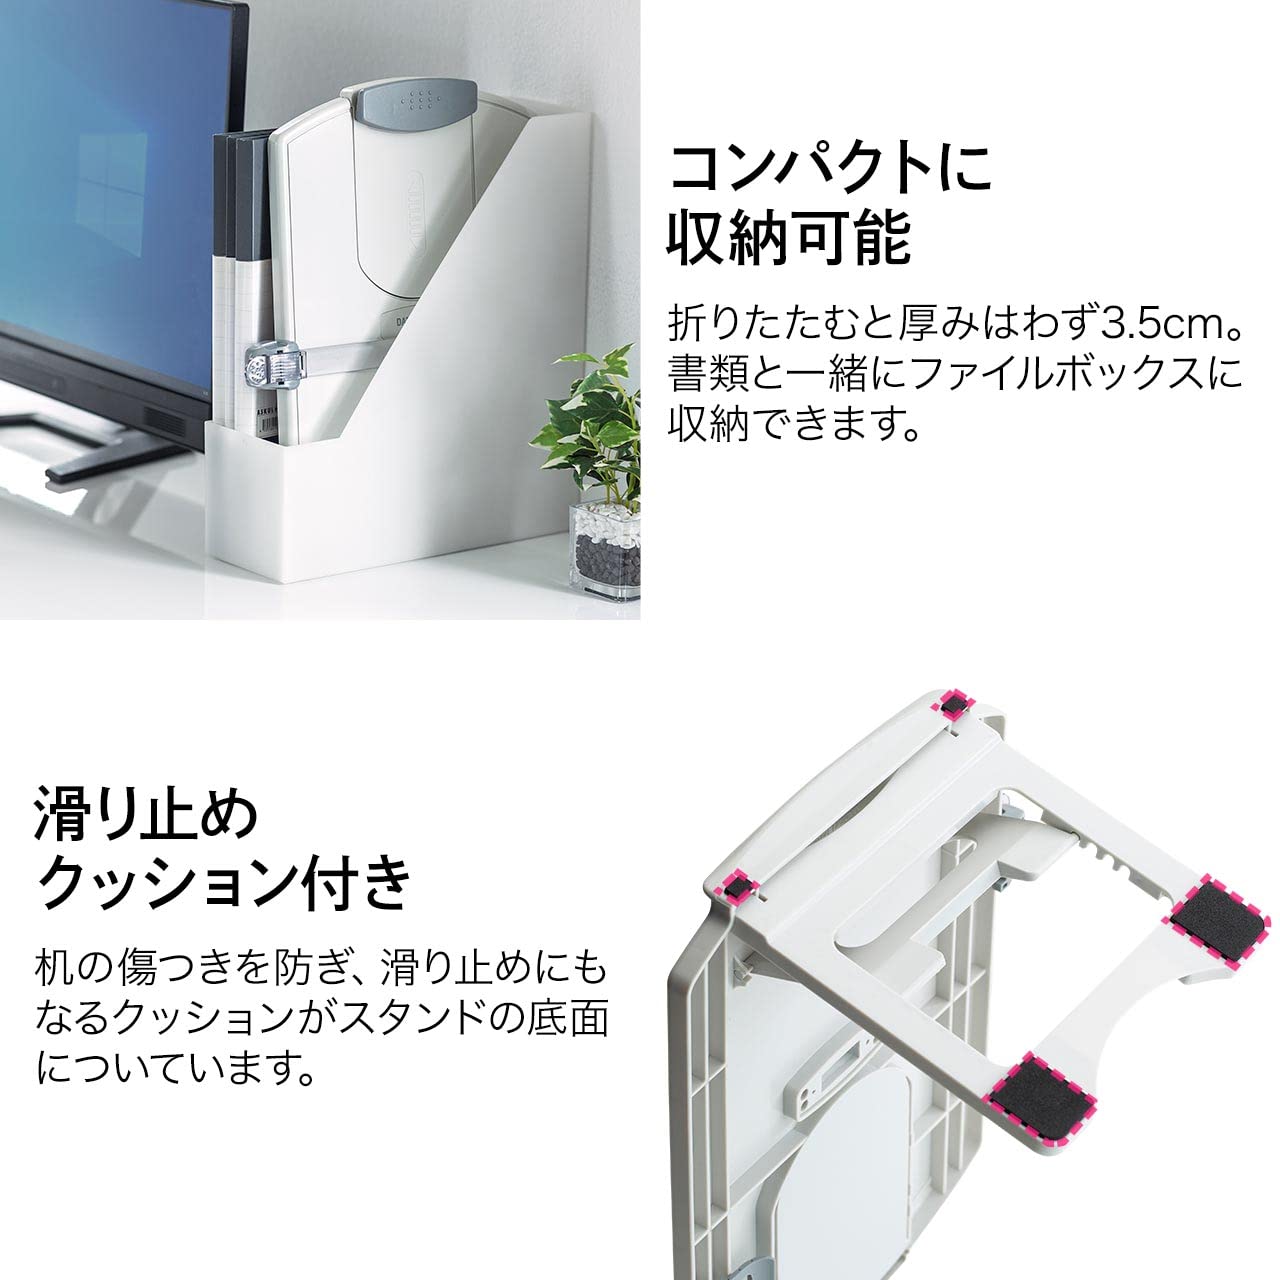 コンパクトに
収納可能
折りたたむと厚みはわず3.5cm。
書類と一緒にファイルボックスに
収納できます。
滑り止め
クッション付き
机の傷つきを防ぎ、滑り止めにも
なるクッションがスタンドの底面
についています。